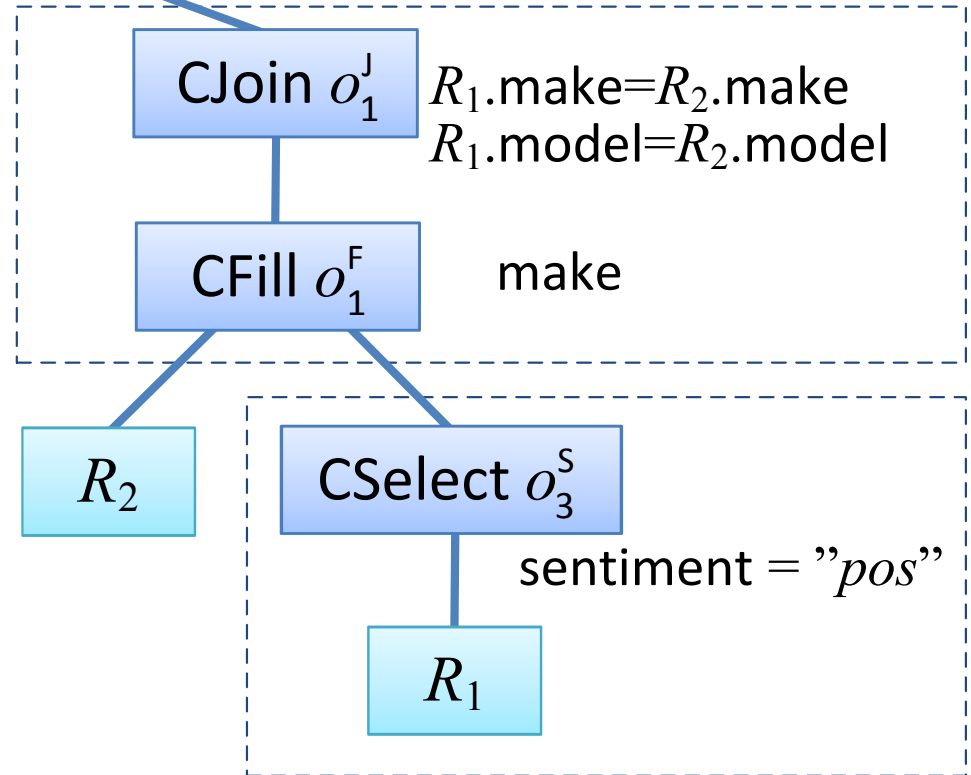 CJoin o₁ᴶ
R₁.make=R₂.make
R₁.model=R₂.model
CFill o₁ᶠ
make
R₂
CSelect o₃ˢ
sentiment = ”pos”
R₁